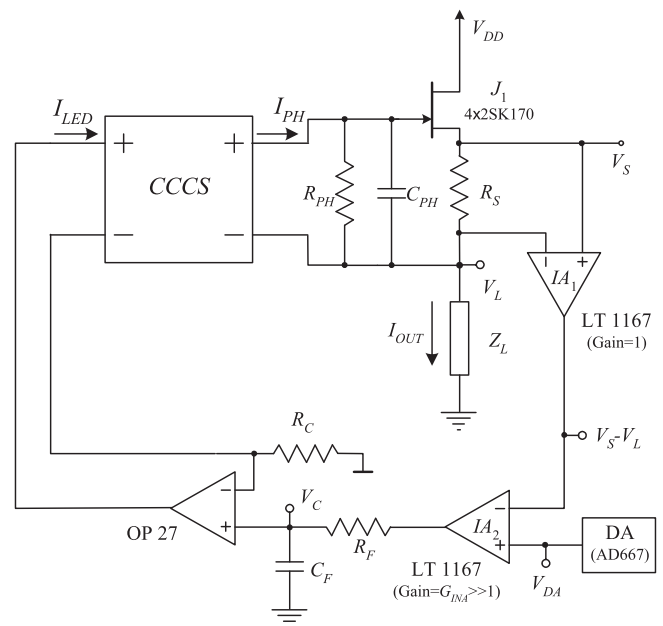 V_DD
I_LED
I_PH
J_1
4x2SK170
+
+
CCCS
R_PH
C_PH
R_S
V_S
−
−
−
+
IA_1
V_L
LT 1167
(Gain=1)
I_OUT
Z_L
R_C
V_S-V_L
−
+
OP 27
V_C
R_F
C_F
−
+
IA_2
LT 1167
(Gain=G_INA>>1)
V_DA
DA
(AD667)